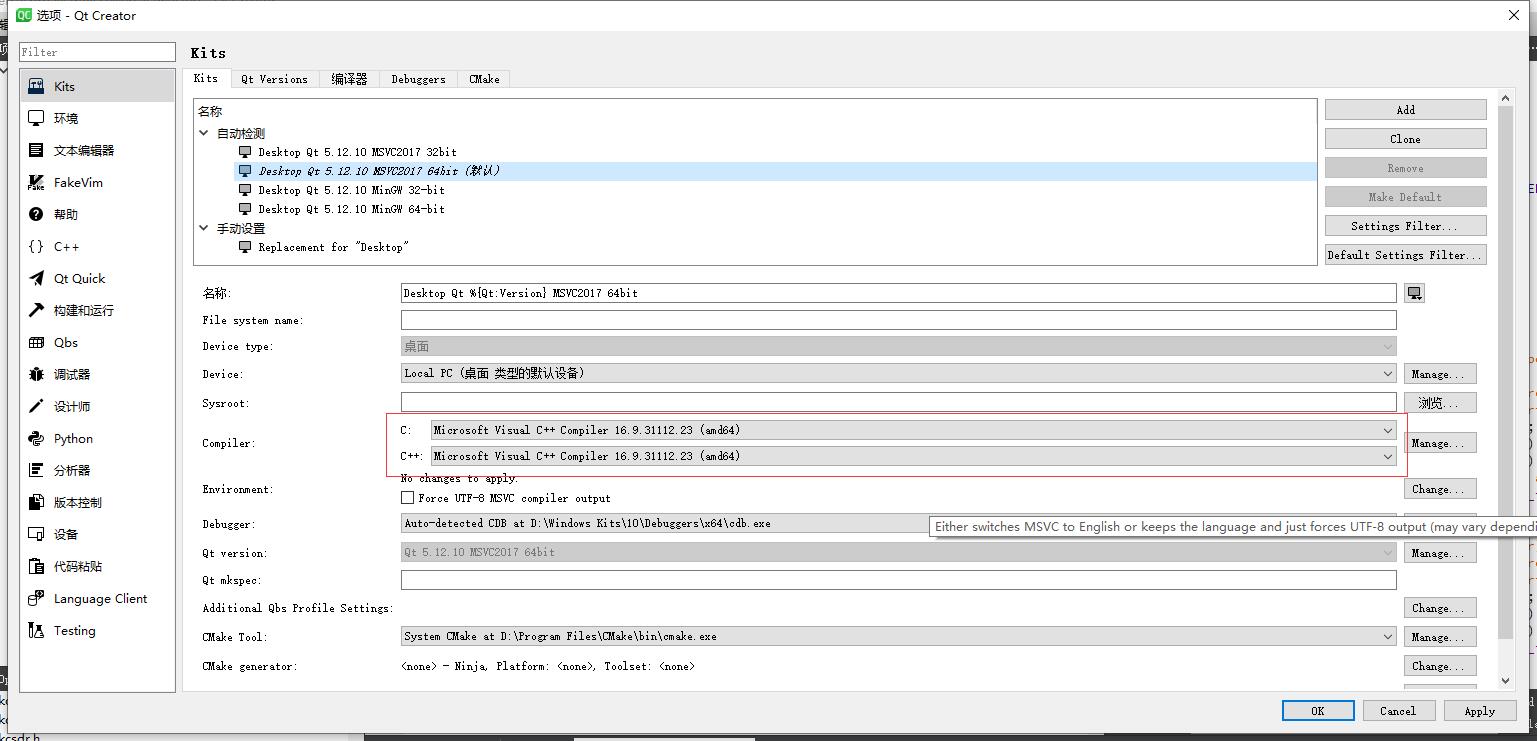 选项 - Qt Creator
Filter
Kits
Kits
环境
文本编辑器
FakeVim
帮助
C++
Qt Quick
构建和运行
Qbs
调试器
设计师
Python
分析器
版本控制
设备
代码粘贴
Language Client
Testing
Kits Qt Versions 编译器 Debuggers CMake
名称
自动检测
Desktop Qt 5.12.10 MSVC2017 32bit
Desktop Qt 5.12.10 MSVC2017 64bit (默认)
Desktop Qt 5.12.10 MinGW 32-bit
Desktop Qt 5.12.10 MinGW 64-bit
手动设置
Replacement for "Desktop"
Add
Clone
Remove
Make Default
Settings Filter...
Default Settings Filter...
名称: Desktop Qt %{Qt:Version} MSVC2017 64bit
File system name:
Device type: 桌面
Device: Local PC (桌面 类型的默认设备) Manage...
Sysroot: 浏览...
Compiler: Manage...
C: Microsoft Visual C++ Compiler 16.9.31112.23 (amd64)
C++: Microsoft Visual C++ Compiler 16.9.31112.23 (amd64)
Environment: Change...
No changes to apply.
Force UTF-8 MSVC compiler output
Debugger: Auto-detected CDB at D:\Windows Kits\10\Debuggers\x64\cdb.exe
Either switches MSVC to English or keeps the language and just forces UTF-8 output (may vary dependi
Qt version: Qt 5.12.10 MSVC2017 64bit Manage...
Qt mkspec:
Additional Qbs Profile Settings: Change...
CMake Tool: System CMake at D:\Program Files\CMake\bin\cmake.exe Manage...
CMake generator: <none> - Ninja, Platform: <none>, Toolset: <none> Change...
OK Cancel Apply